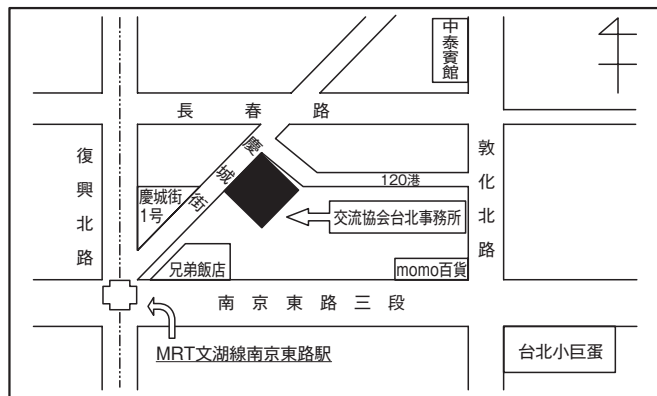 中泰賓館
長春路
慶城街
復興北路
敦化北路
120港
慶城街
1号
交流協会台北事務所
兄弟飯店
momo百貨
南京東路三段
MRT文湖線南京東路駅
台北小巨蛋